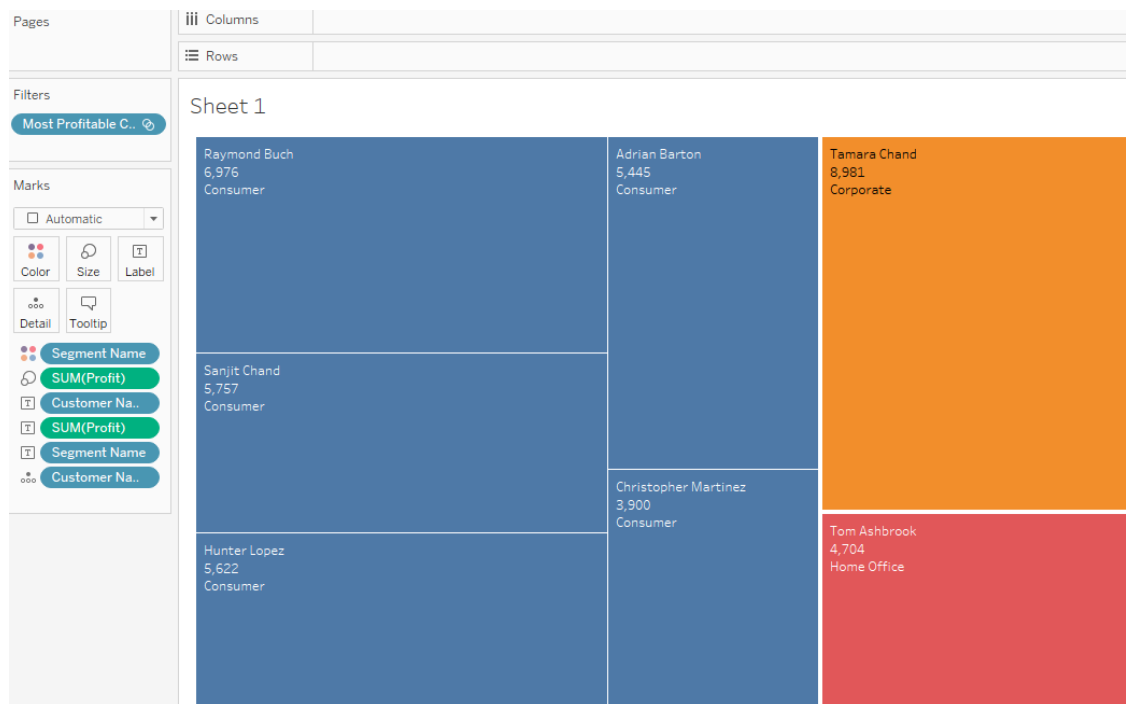 Pages
Columns
Rows
Filters
Most Profitable C..
Sheet 1
Marks
Automatic
Color
Size
T
Label
Detail
Tooltip
Segment Name
SUM(Profit)
T
Customer Na..
T
SUM(Profit)
T
Segment Name
Customer Na..
Raymond Buch
6,976
Consumer
Sanjit Chand
5,757
Consumer
Hunter Lopez
5,622
Consumer
Adrian Barton
5,445
Consumer
Christopher Martinez
3,900
Consumer
Tamara Chand
8,981
Corporate
Tom Ashbrook
4,704
Home Office